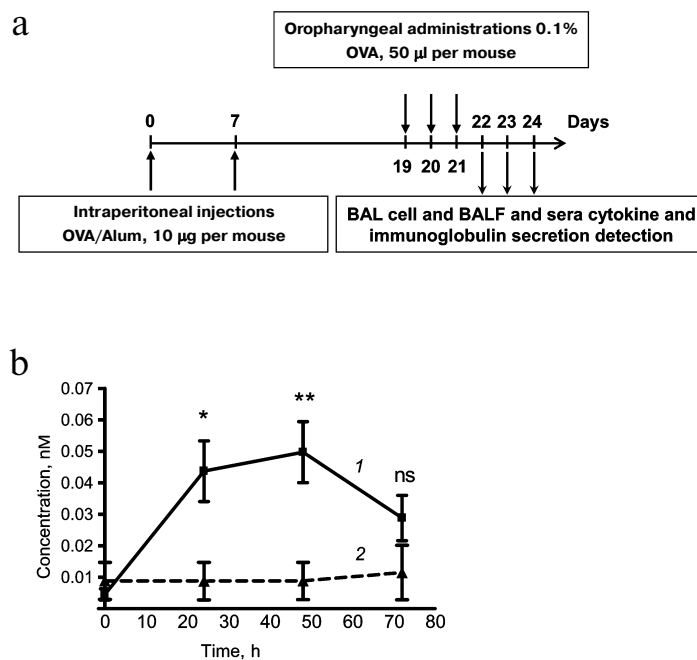 a
Oropharyngeal administrations 0.1%
OVA, 50 µl per mouse
0 7 22 23 24 Days
19 20 21
Intraperitoneal injections
OVA/Alum, 10 µg per mouse
BAL cell and BALF and sera cytokine and
immunoglobulin secretion detection
b
Concentration, nM
0.07
0.06
0.05
0.04
0.03
0.02
0.01
*
**
ns
1
2
0 10 20 30 40 50 60 70 80
Time, h